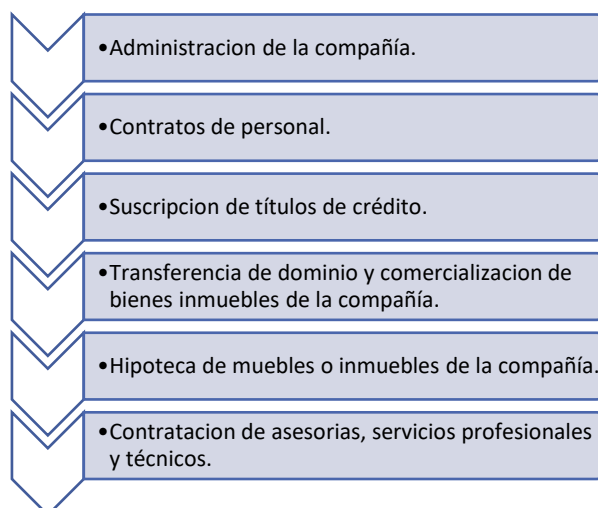 •Administracion de la compañía.
•Contratos de personal.
•Suscripcion de títulos de crédito.
•Transferencia de dominio y comercializacion de
bienes inmuebles de la compañía.
•Hipoteca de muebles o inmuebles de la compañía.
•Contratacion de asesorias, servicios profesionales
y técnicos.